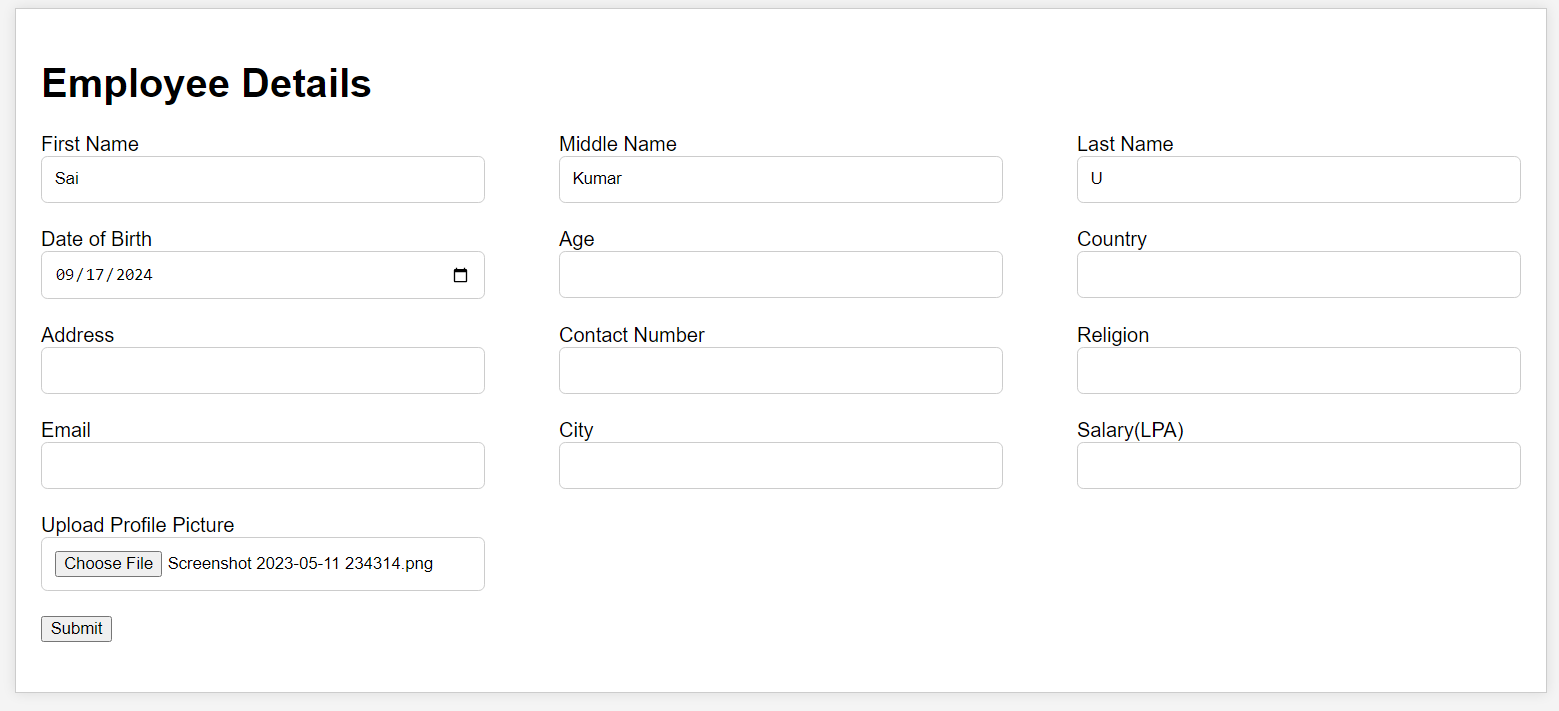 Employee Details
First Name Middle Name Last Name
Sai Kumar U
Date of Birth Age Country
09/17/2024
Address Contact Number Religion
Email City Salary(LPA)
Upload Profile Picture
Choose File Screenshot 2023-05-11 234314.png
Submit